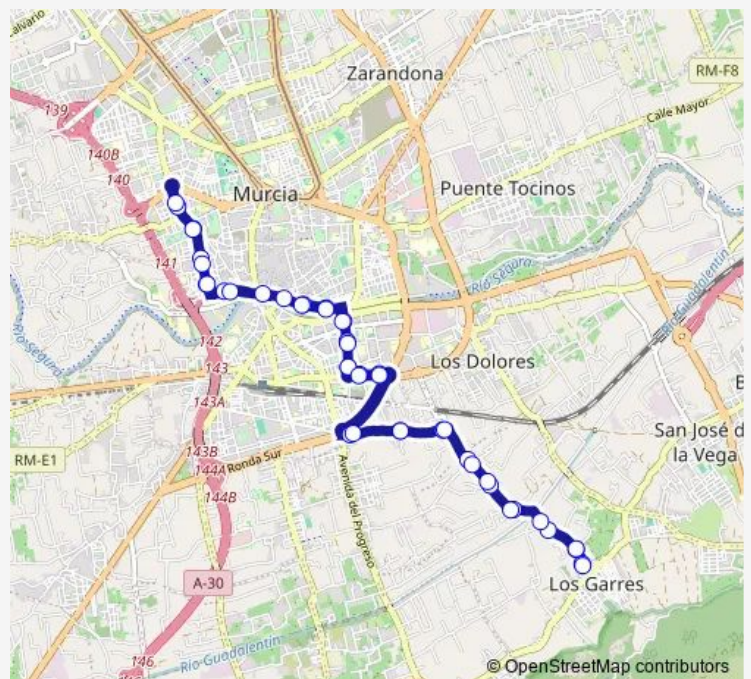 alvario
Zarandona
RM-F8
139
Calle Mayor
140B
140
Murcia
Puente Tocinos
141
Río Segura
Río Guadalentín
Río Segura
142
Los Dolores
143
143A
B
San José d
la Vega
143B
RM-E1
144A
Ronda Sur
144B
Avenida del Progreso
A-30
Los Garres
Río Guadalentín
146
© OpenStreetMap contributors